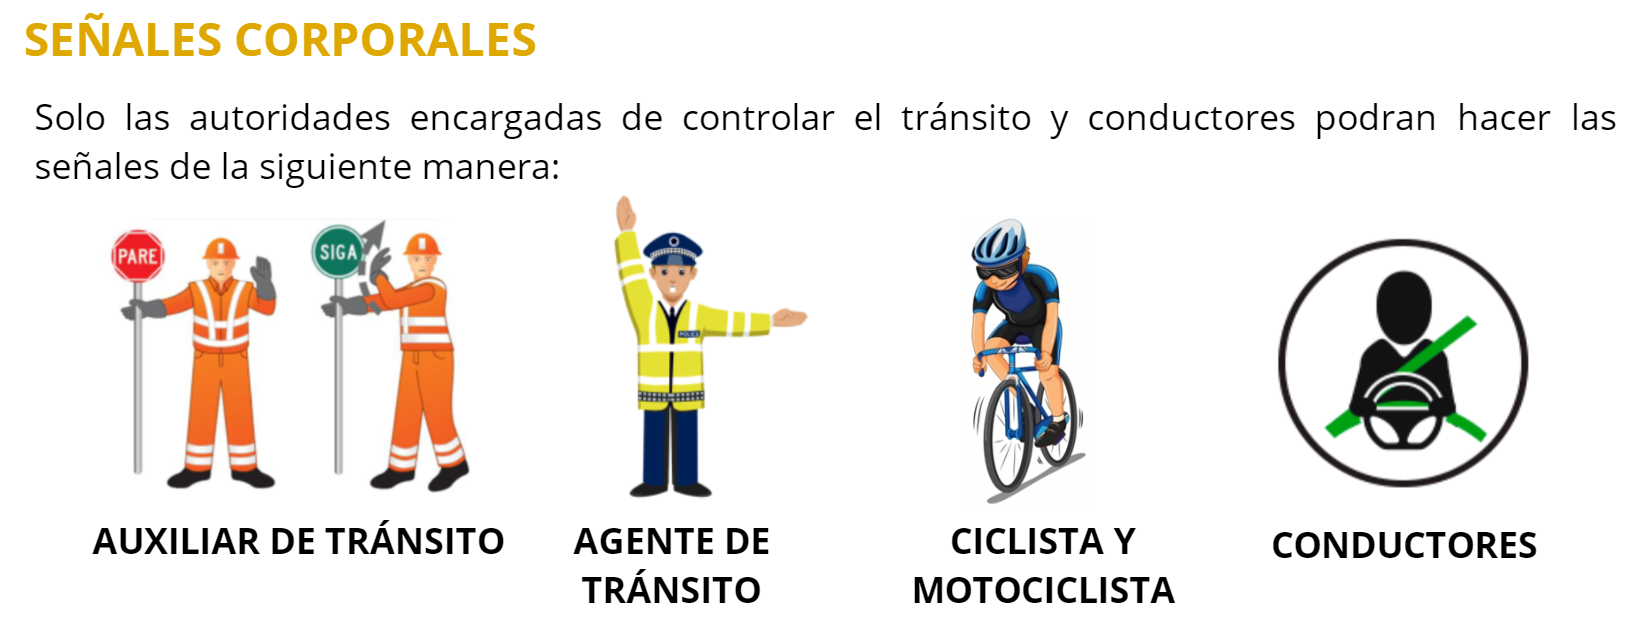 SEÑALES CORPORALES
Solo las autoridades encargadas de controlar el tránsito y conductores podran hacer las
señales de la siguiente manera:
PARE
SIGA
POLICE
AUXILIAR DE TRÁNSITO
AGENTE DE
TRÁNSITO
CICLISTA Y
MOTOCICLISTA
CONDUCTORES